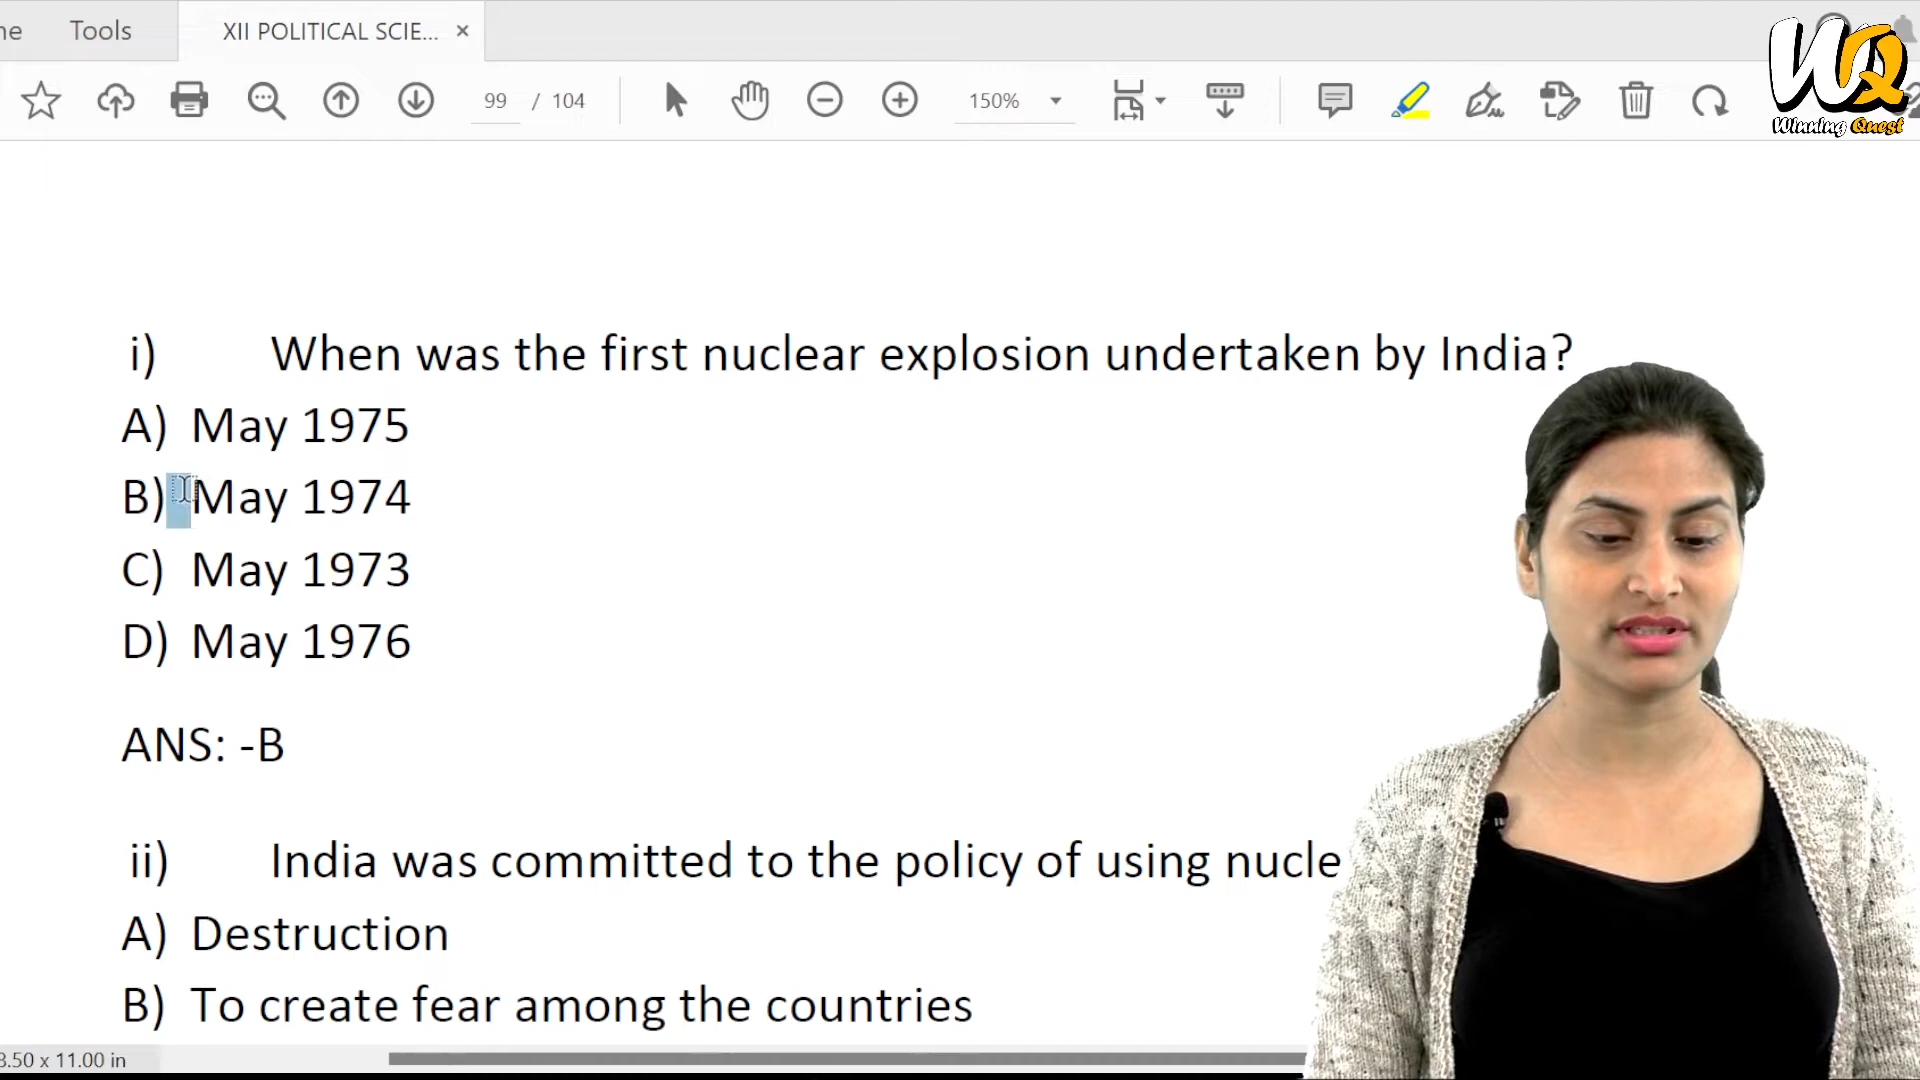 Tools XII POLITICAL SCIE... ×
99 / 104 150%
WQ
Winning Quest
i) When was the first nuclear explosion undertaken by India?
A) May 1975
B) May 1974
C) May 1973
D) May 1976
ANS: -B
ii) India was committed to the policy of using nucle
A) Destruction
B) To create fear among the countries
8.50 x 11.00 in